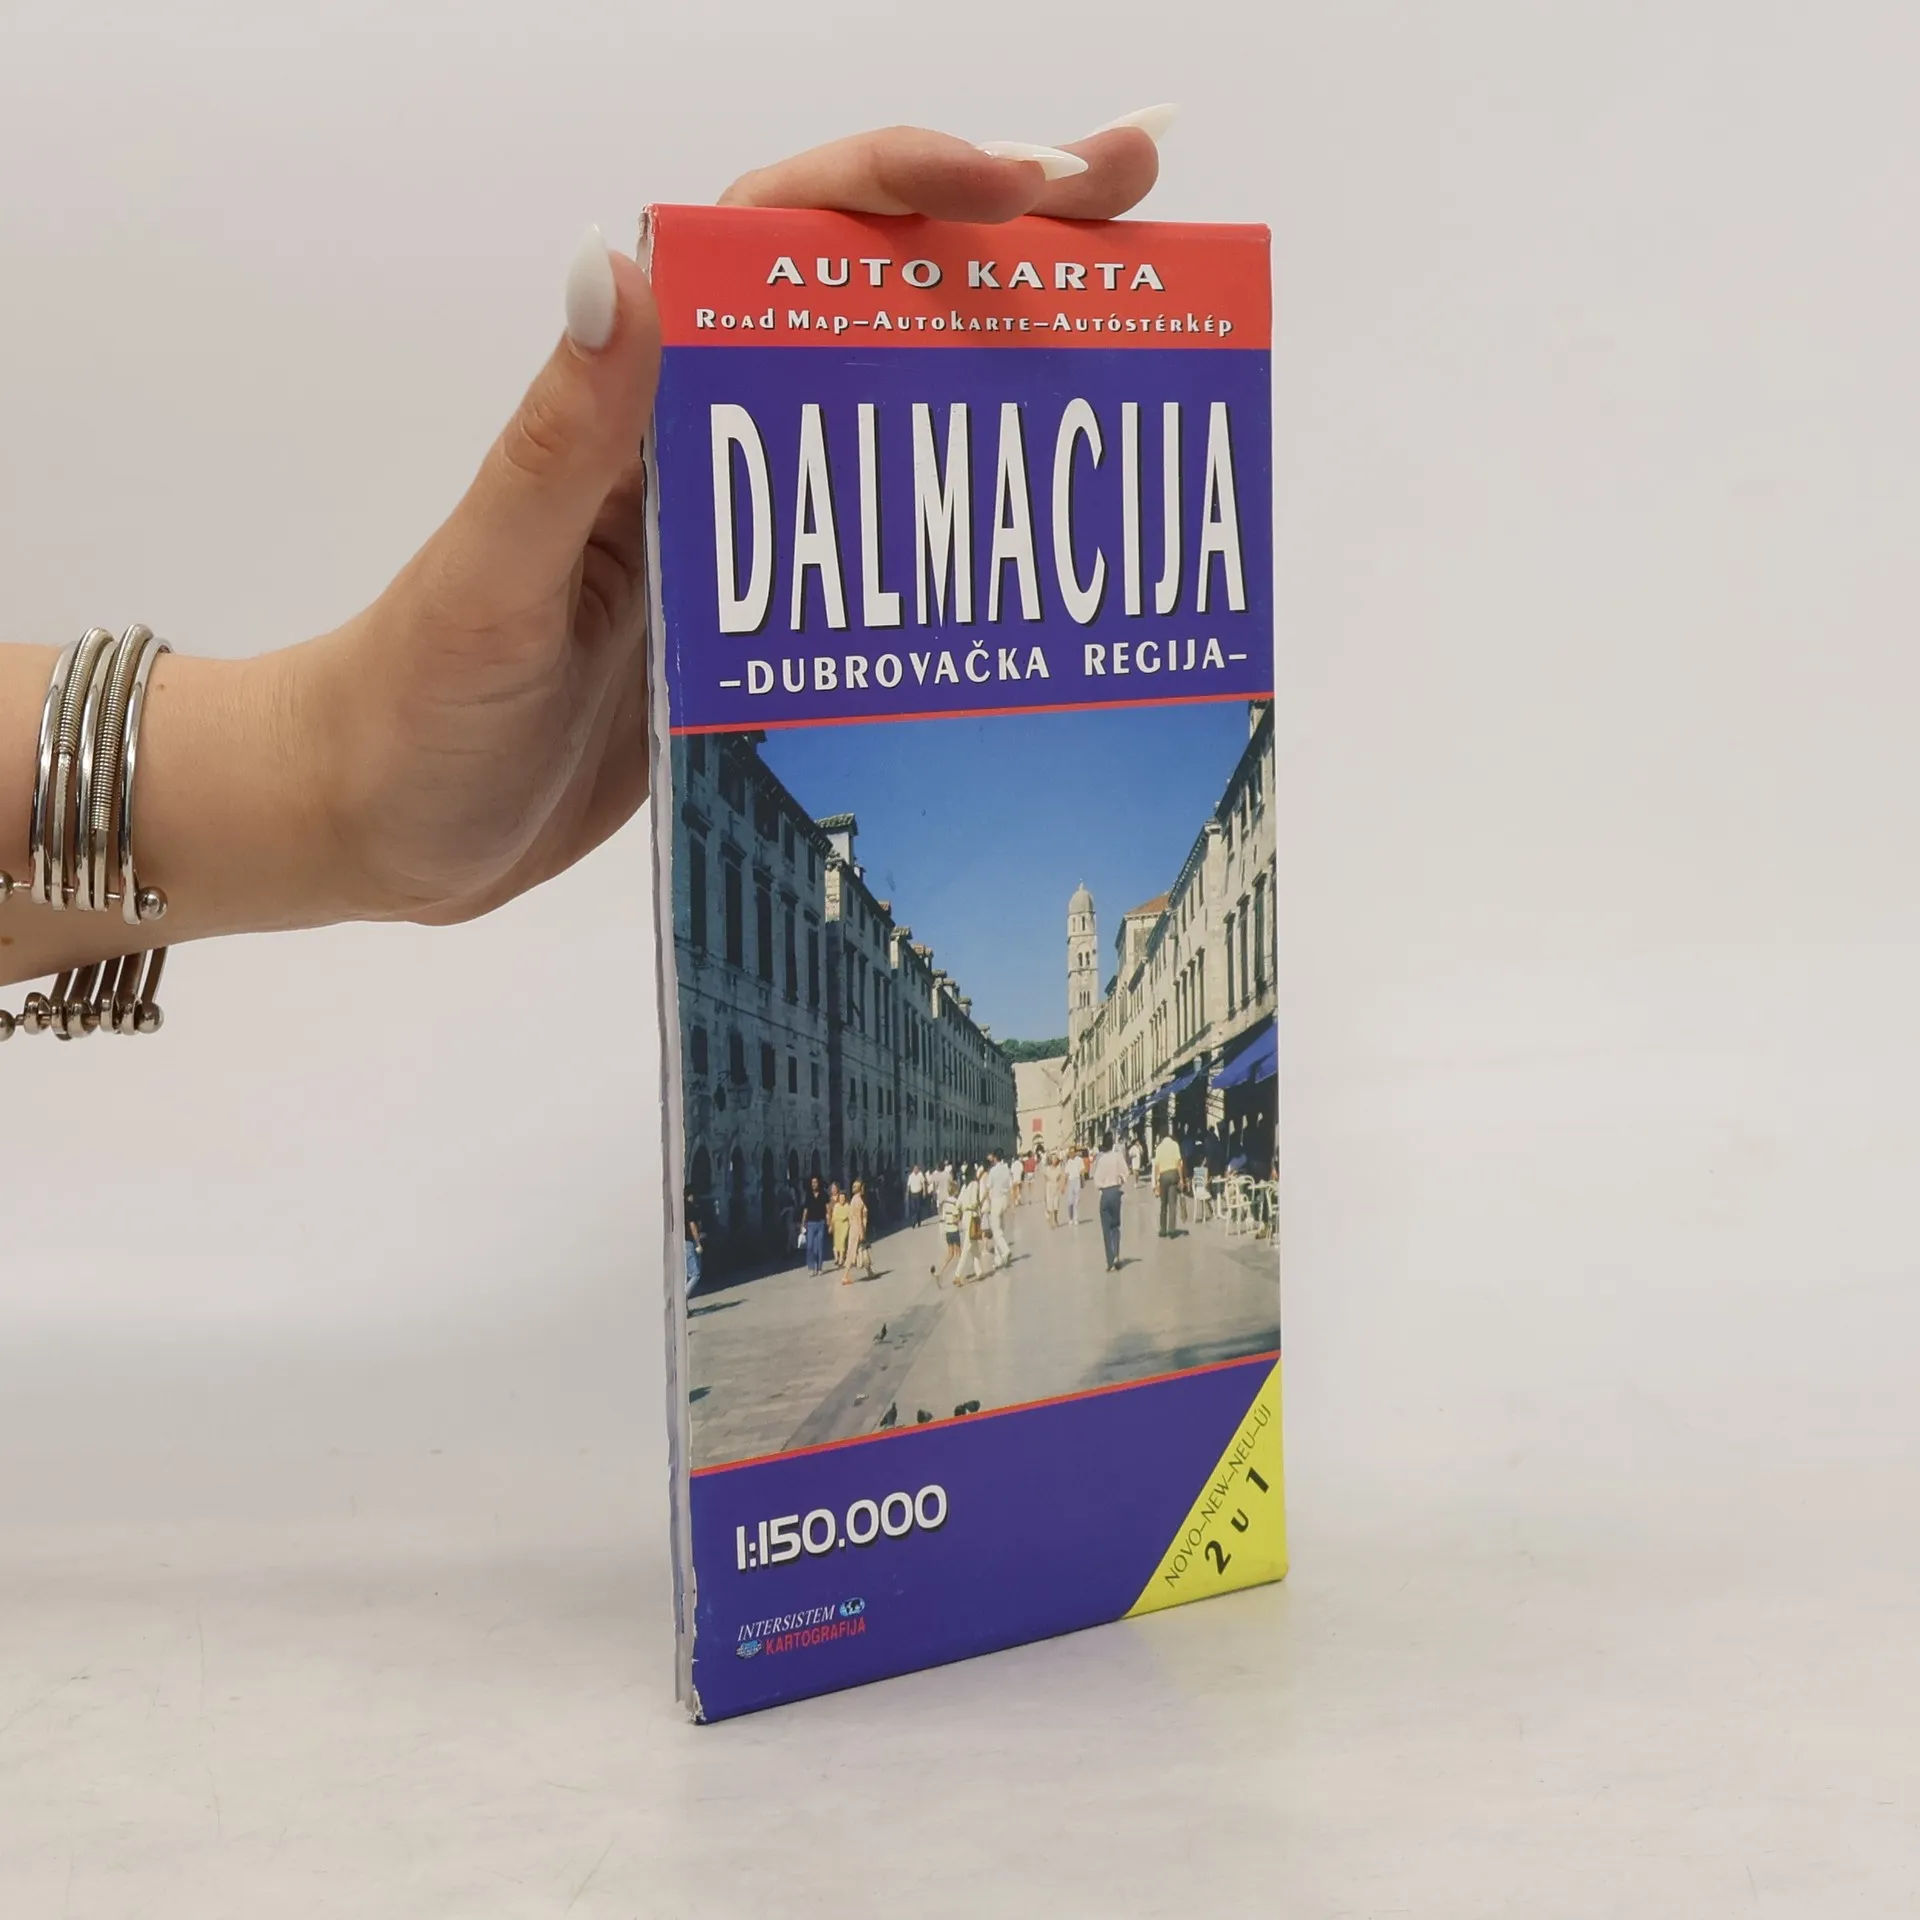 AUTO KARTA
ROAD MAP–AUTOKARTE–AUTÓSTÉRKÉP
DALMACIJA
–DUBROVAČKA REGIJA–
1:150.000
INTERSISTEM
KARTOGRAFIJA
NOVO–NEW–NEU–ÚJ
2 u 1